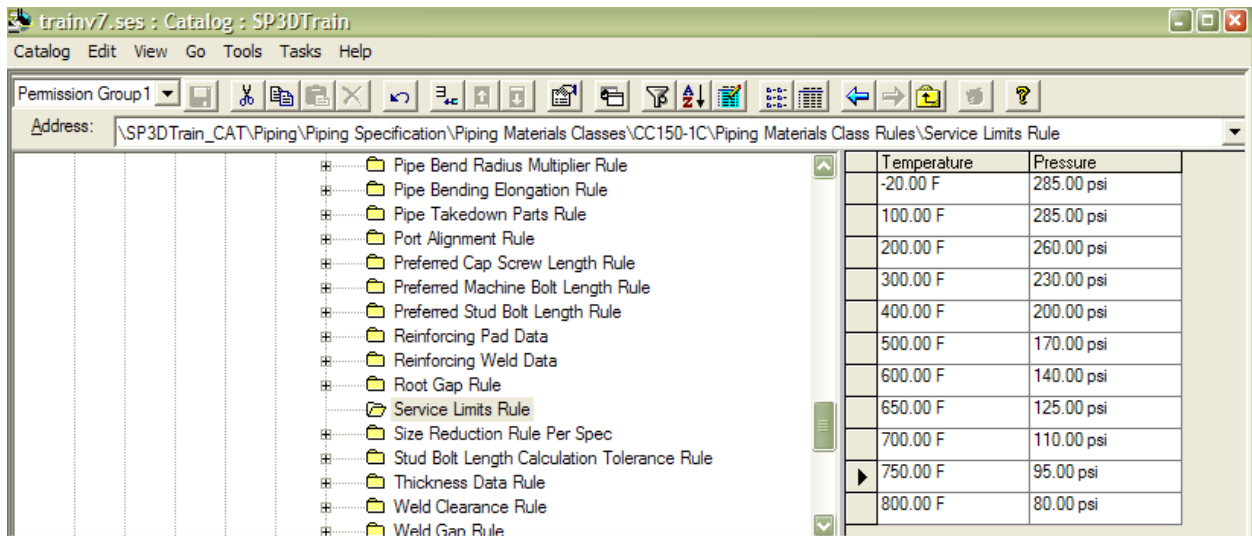 trainv7.ses : Catalog : SP3DTrain
Catalog Edit View Go Tools Tasks Help
Permission Group1
Address: \SP3DTrain_CAT\Piping\Piping Specification\Piping Materials Classes\CC150-1C\Piping Materials Class Rules\Service Limits Rule
Pipe Bend Radius Multiplier Rule
Pipe Bending Elongation Rule
Pipe Takedown Parts Rule
Port Alignment Rule
Preferred Cap Screw Length Rule
Preferred Machine Bolt Length Rule
Preferred Stud Bolt Length Rule
Reinforcing Pad Data
Reinforcing Weld Data
Root Gap Rule
Service Limits Rule
Size Reduction Rule Per Spec
Stud Bolt Length Calculation Tolerance Rule
Thickness Data Rule
Weld Clearance Rule
Weld Gap Rule
Temperature Pressure
-20.00 F 285.00 psi
100.00 F 285.00 psi
200.00 F 260.00 psi
300.00 F 230.00 psi
400.00 F 200.00 psi
500.00 F 170.00 psi
600.00 F 140.00 psi
650.00 F 125.00 psi
700.00 F 110.00 psi
750.00 F 95.00 psi
800.00 F 80.00 psi